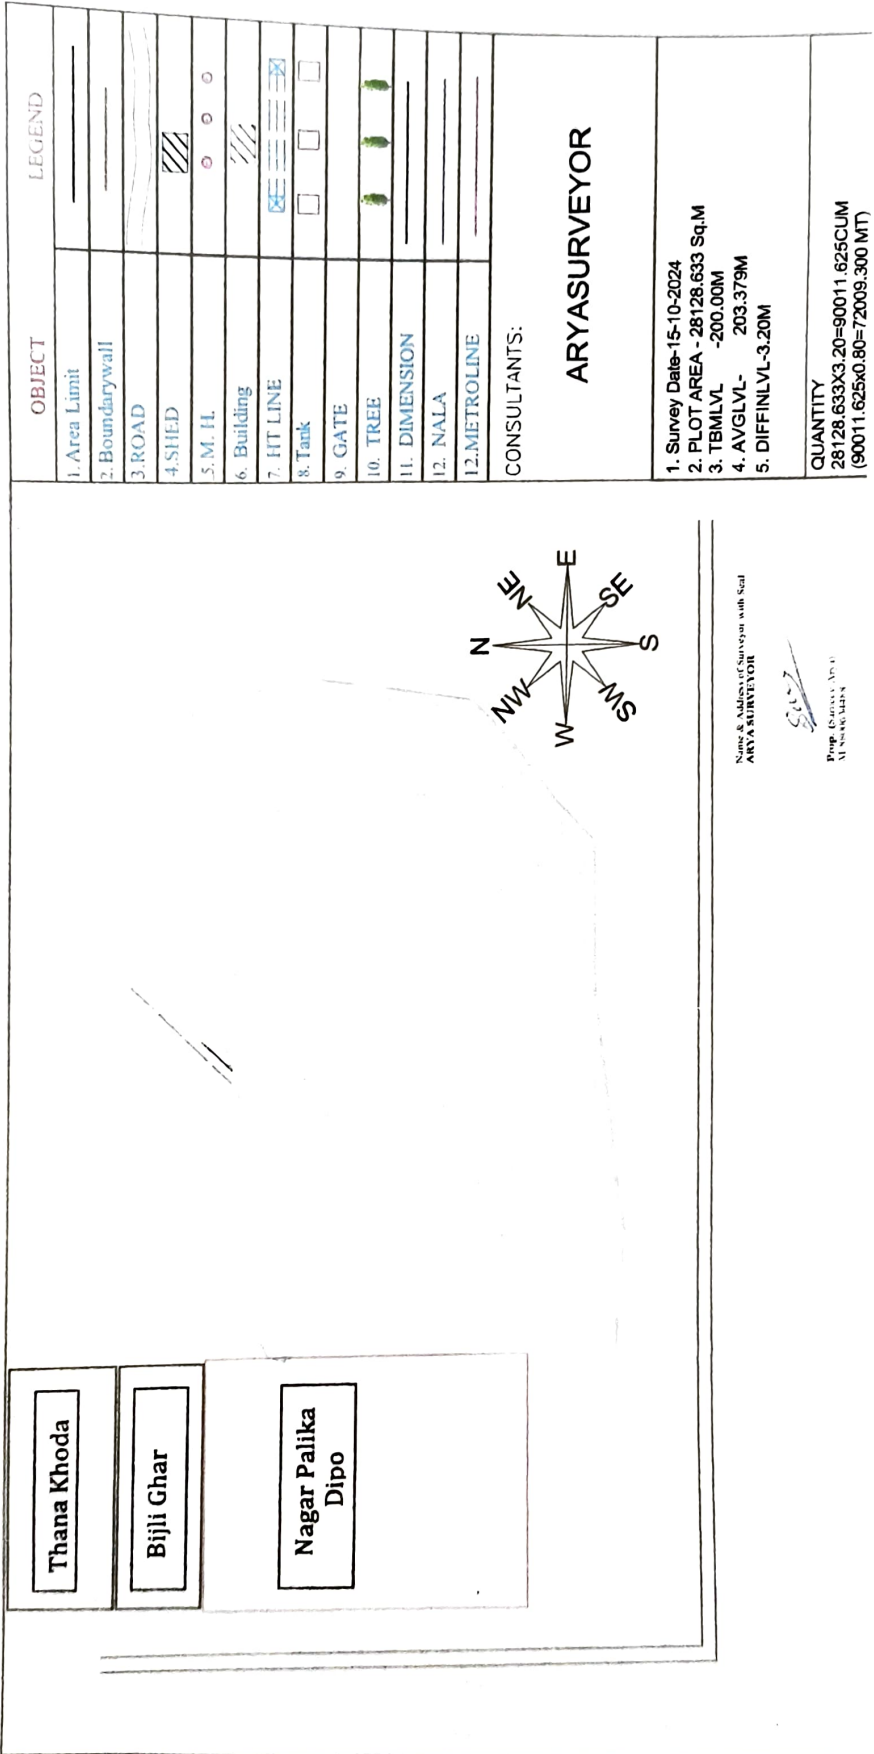 Thana Khoda
Bijli Ghar
Nagar Palika
Dipo
N
NE
E
SE
S
SW
W
NW
OBJECT LEGEND
1. Area Limit
2. Boundarywall
3.ROAD
4.SHED
5.M. H.
6. Building
7. HT LINE
8. Tank
9. GATE
10. TREE
11. DIMENSION
12. NALA
12.METROLINE
CONSULTANTS:
ARYASURVEYOR
1. Survey Date-15-10-2024
2. PLOT AREA - 28128.633 Sq.M
3. TBMLVL -200.00M
4. AVGLVL- 203.379M
5. DIFFINLVL-3.20M
QUANTITY
28128.633X3.20=90011.625CUM
(90011.625x0.80=72009.300 MT)
Name & Address of Surveyor with Seal
ARYA SURVEYOR
Prop.